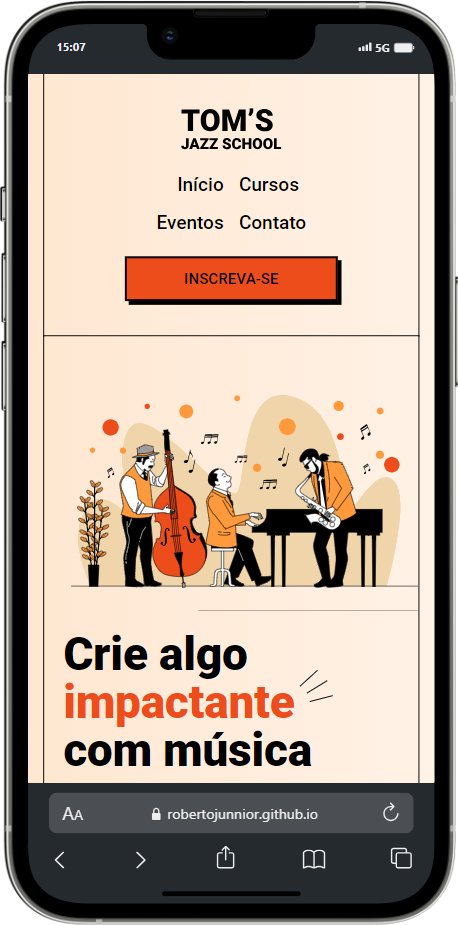 15:07 5G
TOM’S
JAZZ SCHOOL
Início Cursos
Eventos Contato
INSCREVA-SE
Crie algo
impactante
com música
AA robertojunnior.github.io